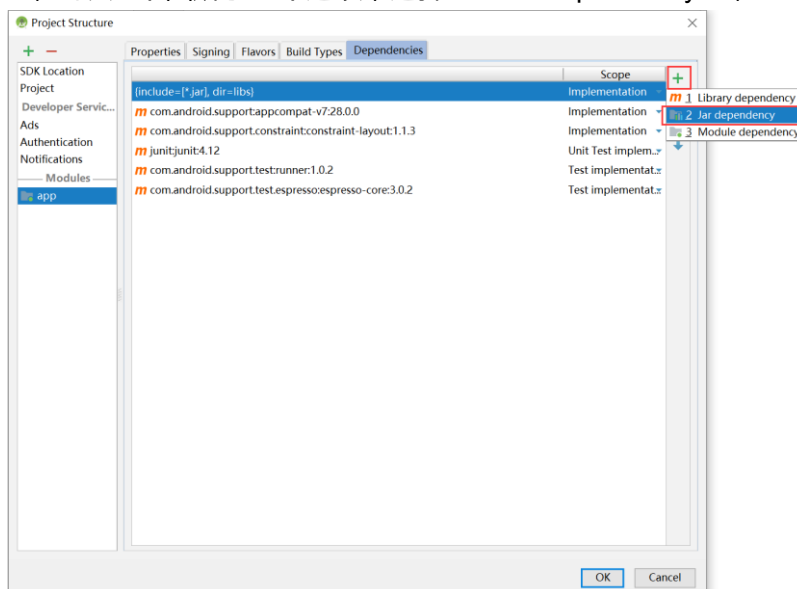 Project Structure
Properties Signing Flavors Build Types Dependencies
SDK Location
Project
Developer Servic...
Ads
Authentication
Notifications
Modules
app
Scope
{include=[*.jar], dir=libs} Implementation
m com.android.support:appcompat-v7:28.0.0 Implementation
m com.android.support.constraint:constraint-layout:1.1.3 Implementation
m junit:junit:4.12 Unit Test implem...
m com.android.support.test:runner:1.0.2 Test implementat...
m com.android.support.test.espresso:espresso-core:3.0.2 Test implementat...
m 1 Library dependency
2 Jar dependency
3 Module dependency
OK Cancel